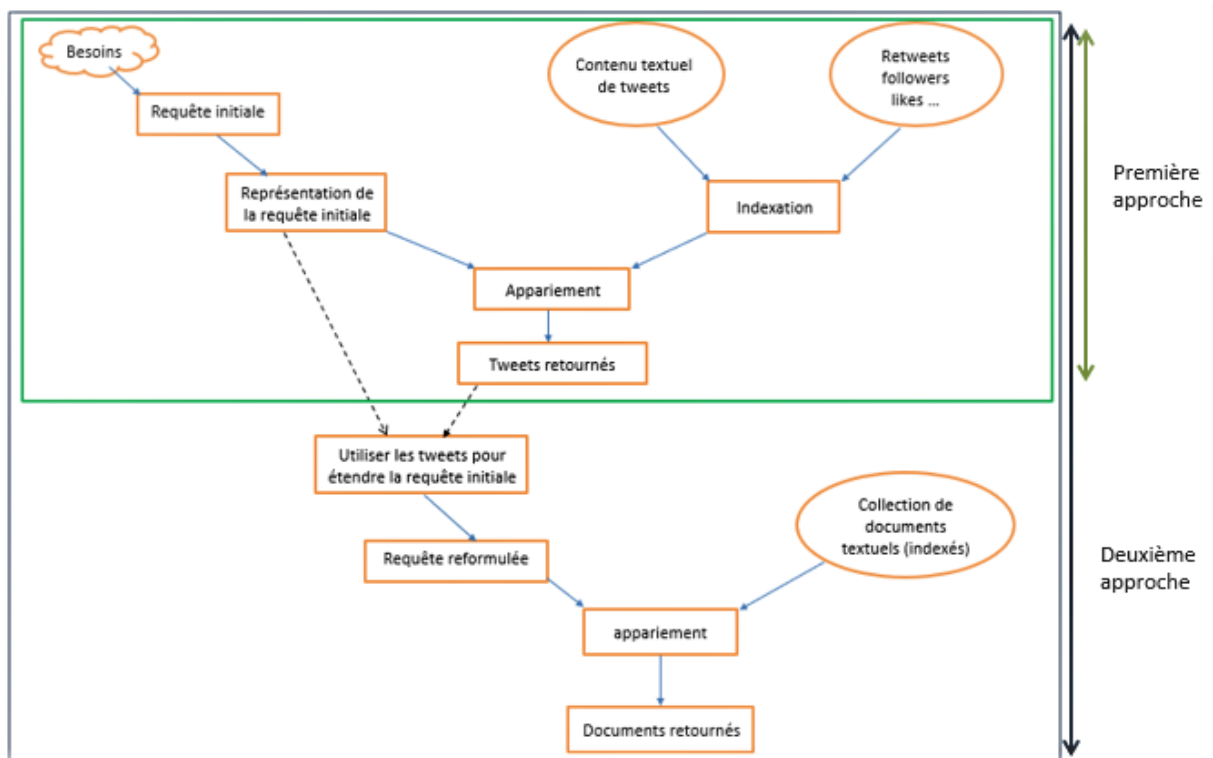 Besoins
Contenu textuel
de tweets
Retweets
followers
likes ...
Requête initiale
Première
approche
Représentation de
la requête initiale
Indexation
Appariement
Tweets retournés
Utiliser les tweets pour
étendre la requête initiale
Collection de
documents
textuels (indexés)
Requête reformulée
Deuxième
approche
appariement
Documents retournés